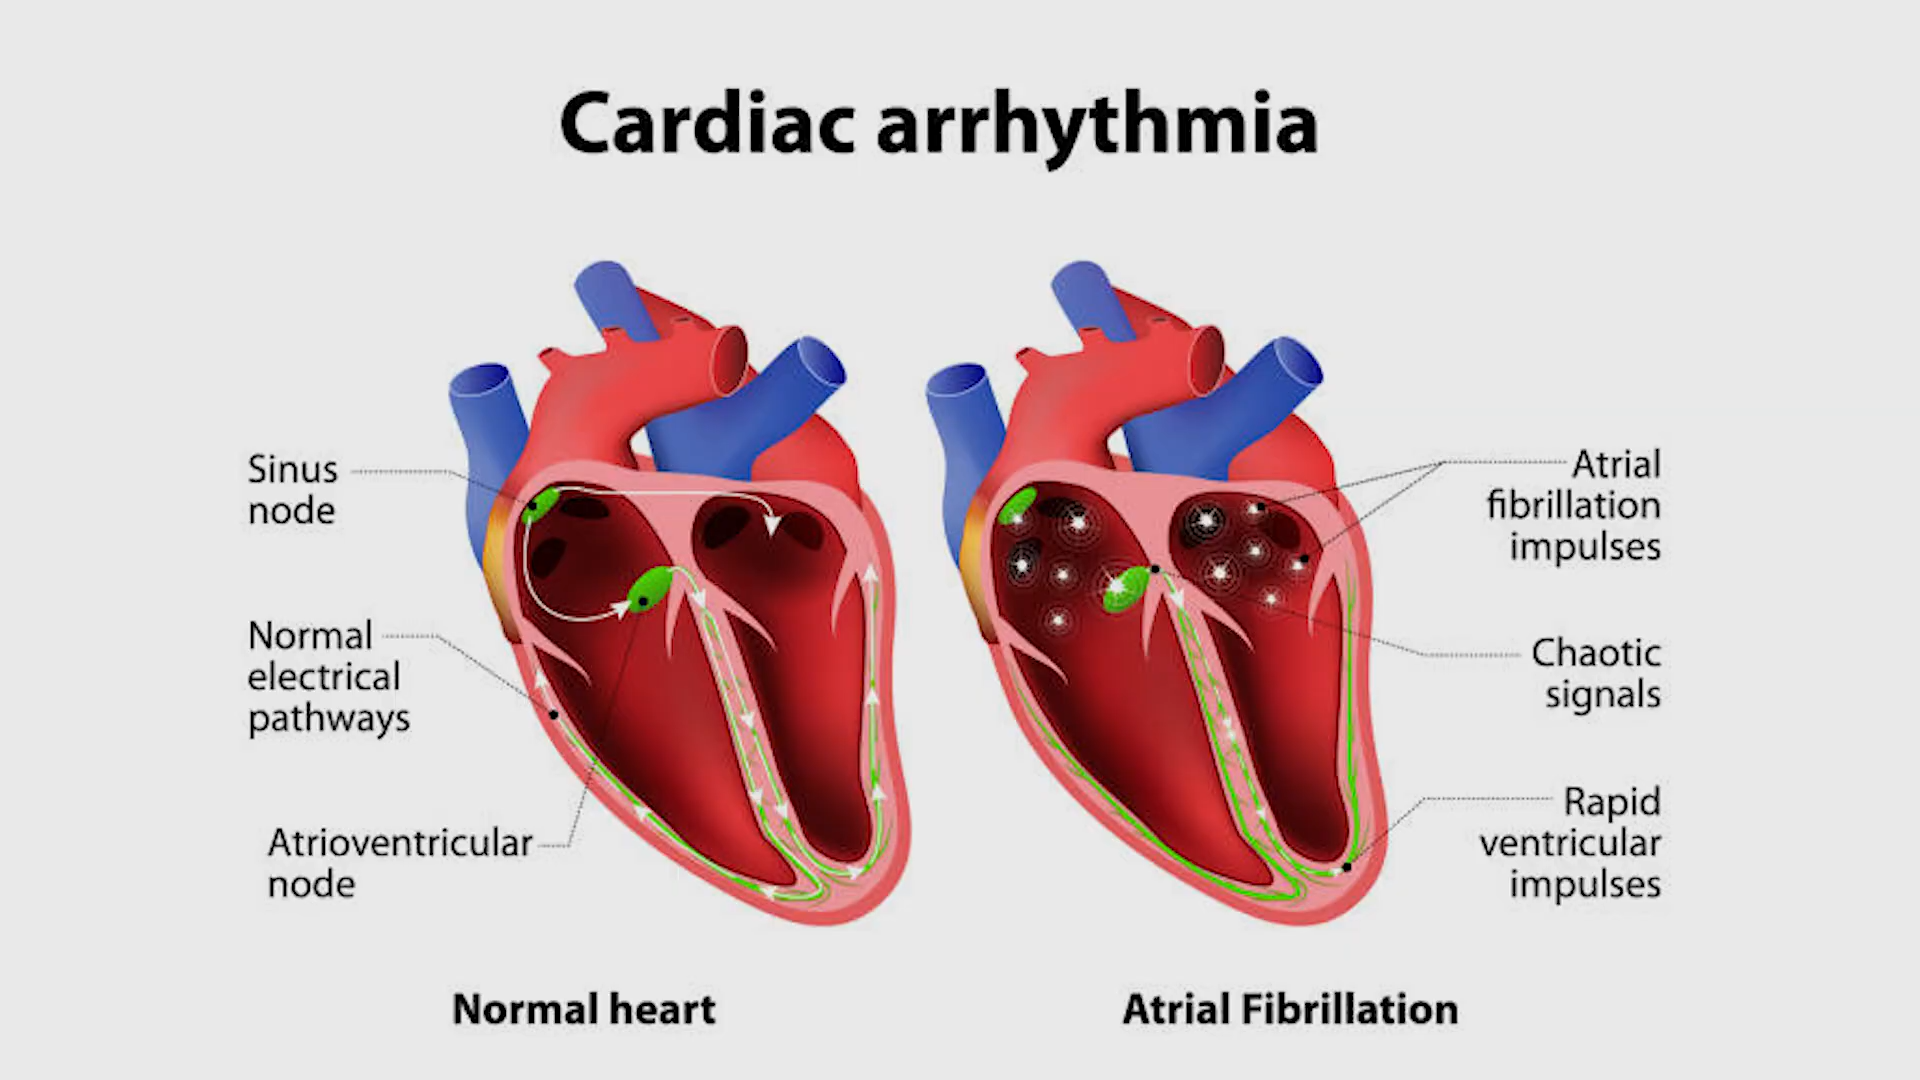 Cardiac arrhythmia
Sinus
node
Normal
electrical
pathways
Atrioventricular
node
Atrial
fibrillation
impulses
Chaotic
signals
Rapid
ventricular
impulses
Normal heart
Atrial Fibrillation